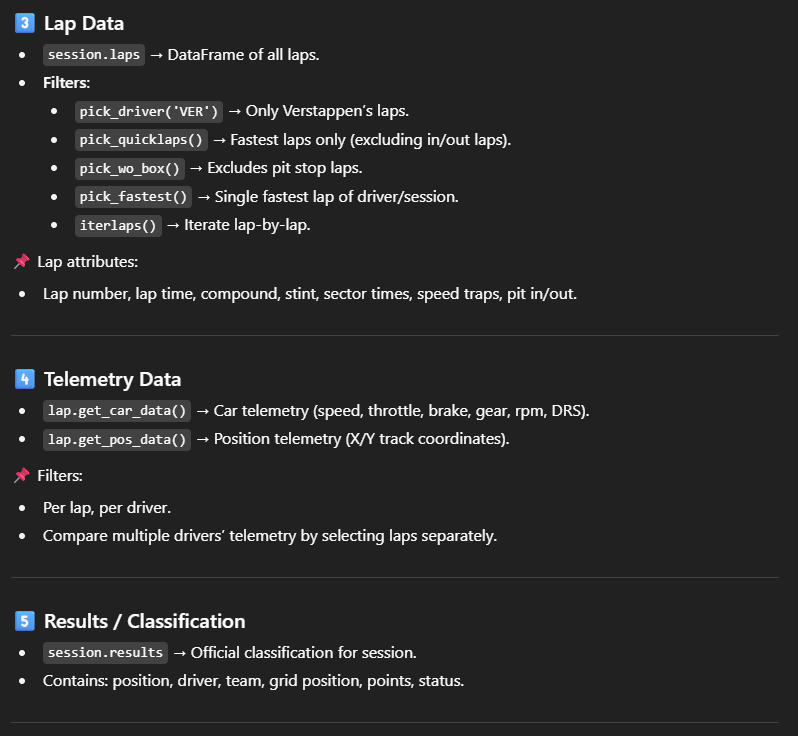 3 Lap Data
• session.laps → DataFrame of all laps.
• Filters:
• pick_driver('VER') → Only Verstappen’s laps.
• pick_quicklaps() → Fastest laps only (excluding in/out laps).
• pick_wo_box() → Excludes pit stop laps.
• pick_fastest() → Single fastest lap of driver/session.
• iterlaps() → Iterate lap-by-lap.
📌 Lap attributes:
• Lap number, lap time, compound, stint, sector times, speed traps, pit in/out.
4 Telemetry Data
• lap.get_car_data() → Car telemetry (speed, throttle, brake, gear, rpm, DRS).
• lap.get_pos_data() → Position telemetry (X/Y track coordinates).
📌 Filters:
• Per lap, per driver.
• Compare multiple drivers’ telemetry by selecting laps separately.
5 Results / Classification
• session.results → Official classification for session.
• Contains: position, driver, team, grid position, points, status.